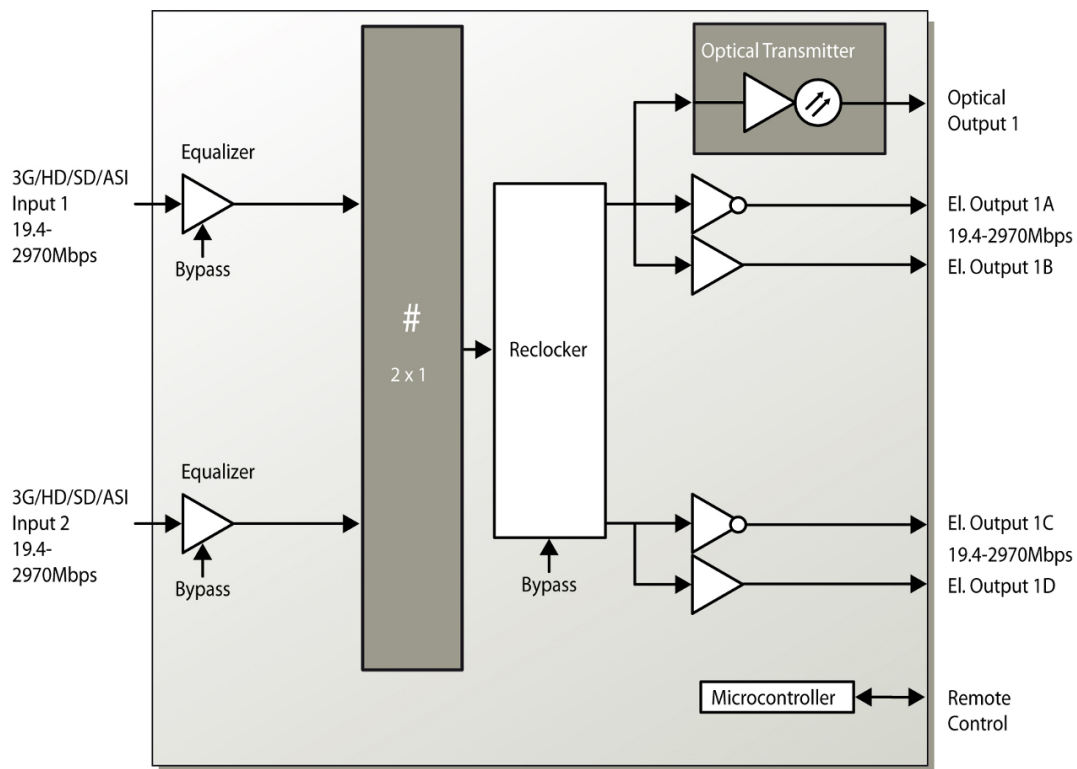 Optical Transmitter
Optical
Output 1
Equalizer
3G/HD/SD/ASI
Input 1
19.4-
2970Mbps
Bypass
El. Output 1A
19.4-2970Mbps
El. Output 1B
#
2 x 1
Reclocker
Equalizer
3G/HD/SD/ASI
Input 2
19.4-
2970Mbps
Bypass
Bypass
El. Output 1C
19.4-2970Mbps
El. Output 1D
Microcontroller
Remote
Control